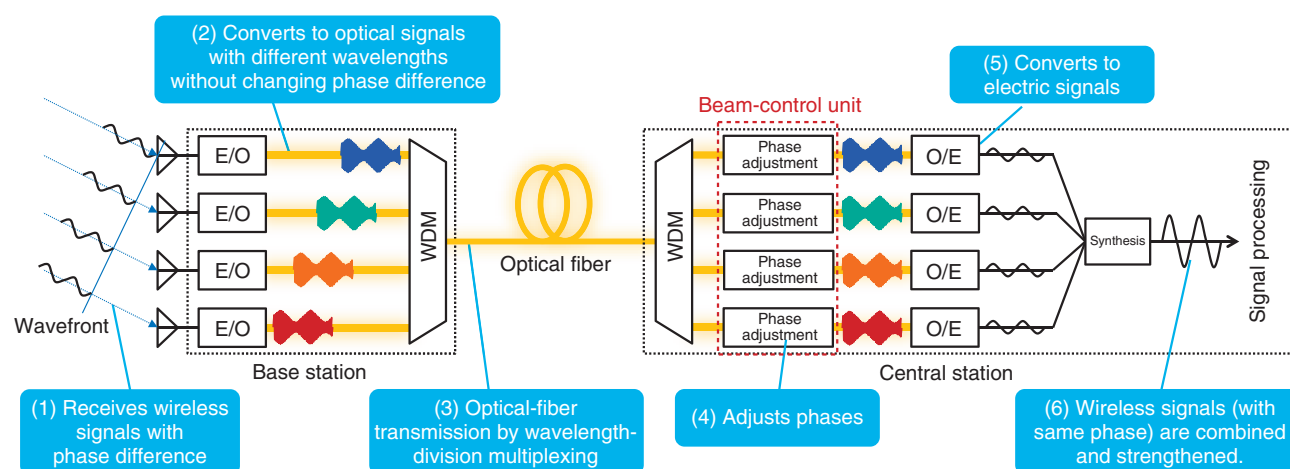 (2) Converts to optical signals
with different wavelengths
without changing phase difference
(5) Converts to
electric signals
Beam-control unit
E/O
E/O
E/O
E/O
WDM
Optical fiber
WDM
Phase
adjustment
Phase
adjustment
Phase
adjustment
Phase
adjustment
O/E
O/E
O/E
O/E
Synthesis
Signal processing
Wavefront
Base station
Central station
(1) Receives wireless
signals with
phase difference
(3) Optical-fiber
transmission by wavelength-
division multiplexing
(4) Adjusts phases
(6) Wireless signals (with
same phase) are combined
and strengthened.